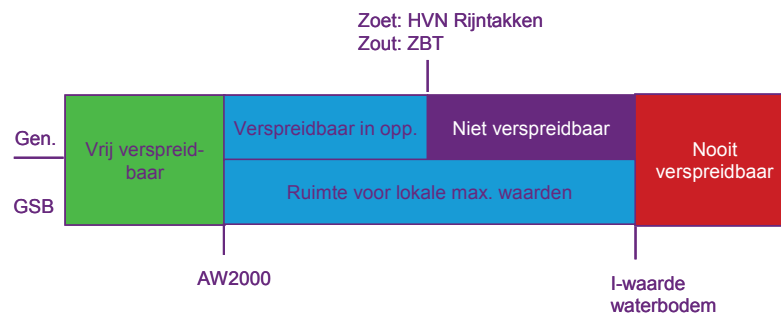 Zoet: HVN Rijntakken
Zout: ZBT
Gen.
GSB
Vrij verspreid-
baar
Verspreidbaar in opp.
Niet verspreidbaar
Ruimte voor lokale max. waarden
Nooit
verspreidbaar
AW2000
I-waarde
waterbodem